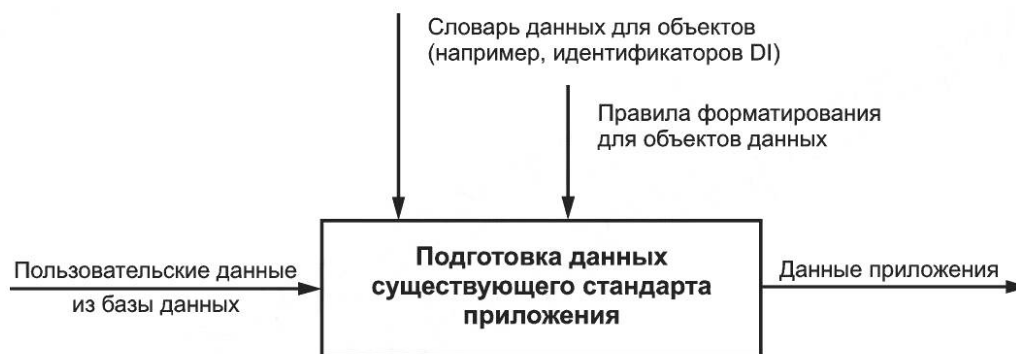 Словарь данных для объектов
(например, идентификаторов DI)
Правила форматирования
для объектов данных
Пользовательские данные
из базы данных
Подготовка данных
существующего стандарта
приложения
Данные приложения